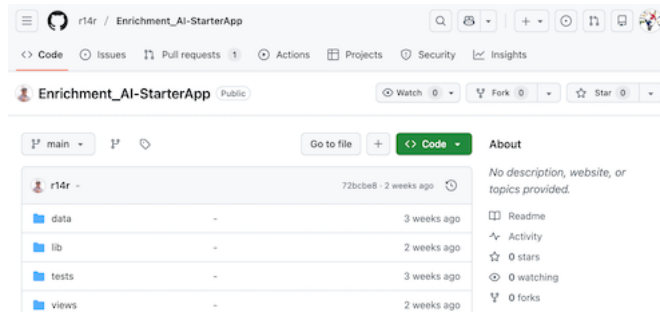 r14r / Enrichment_AI-StarterApp
Code Issues Pull requests 1 Actions Projects Security Insights
Enrichment_AI-StarterApp Public Watch 0 Fork 0 Star 0
main Go to file Code About
No description, website, or
topics provided.
r14r - 72bcbe8 · 2 weeks ago
data - 3 weeks ago
lib - 2 weeks ago
tests - 3 weeks ago
views - 2 weeks ago
Readme
Activity
0 stars
0 watching
0 forks